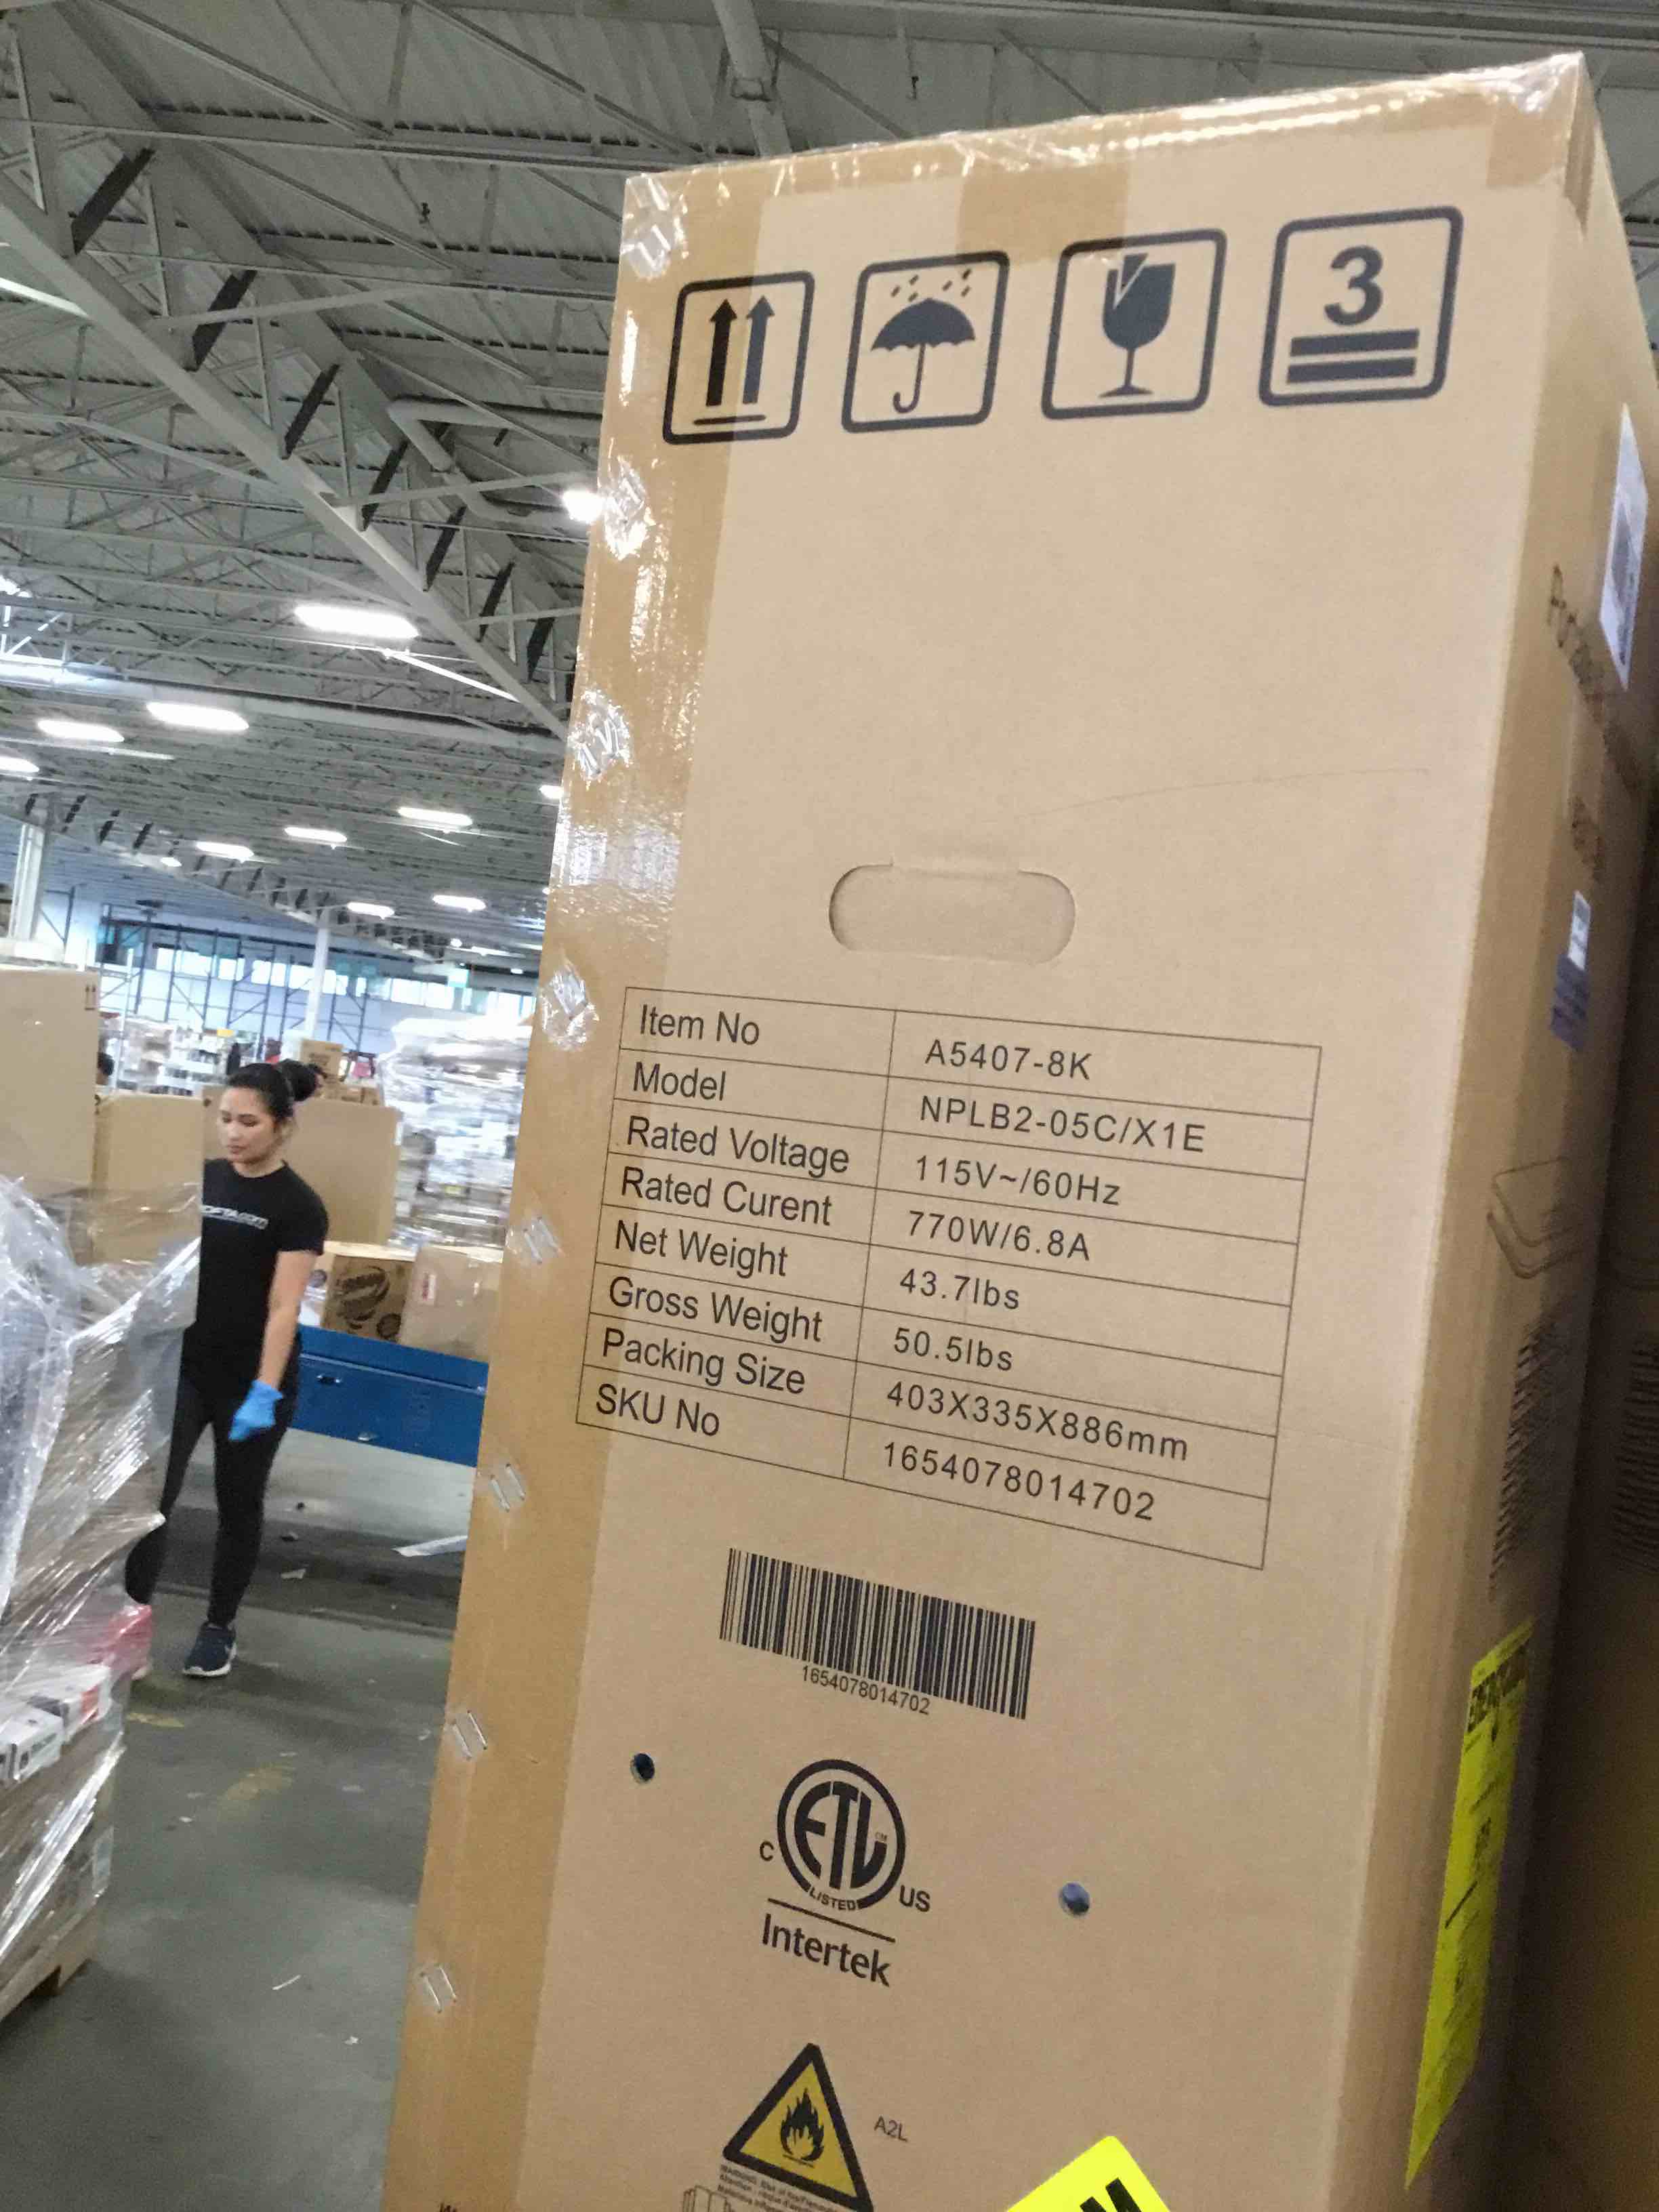 3
Item No A5407-8K
Model NPLB2-05C/X1E
Rated Voltage 115V~/60Hz
Rated Curent 770W/6.8A
Net Weight 43.7lbs
Gross Weight 50.5lbs
Packing Size 403X335X886mm
SKU No 1654078014702
1654078014702
ETL
LISTED
C US
Intertek
A2L